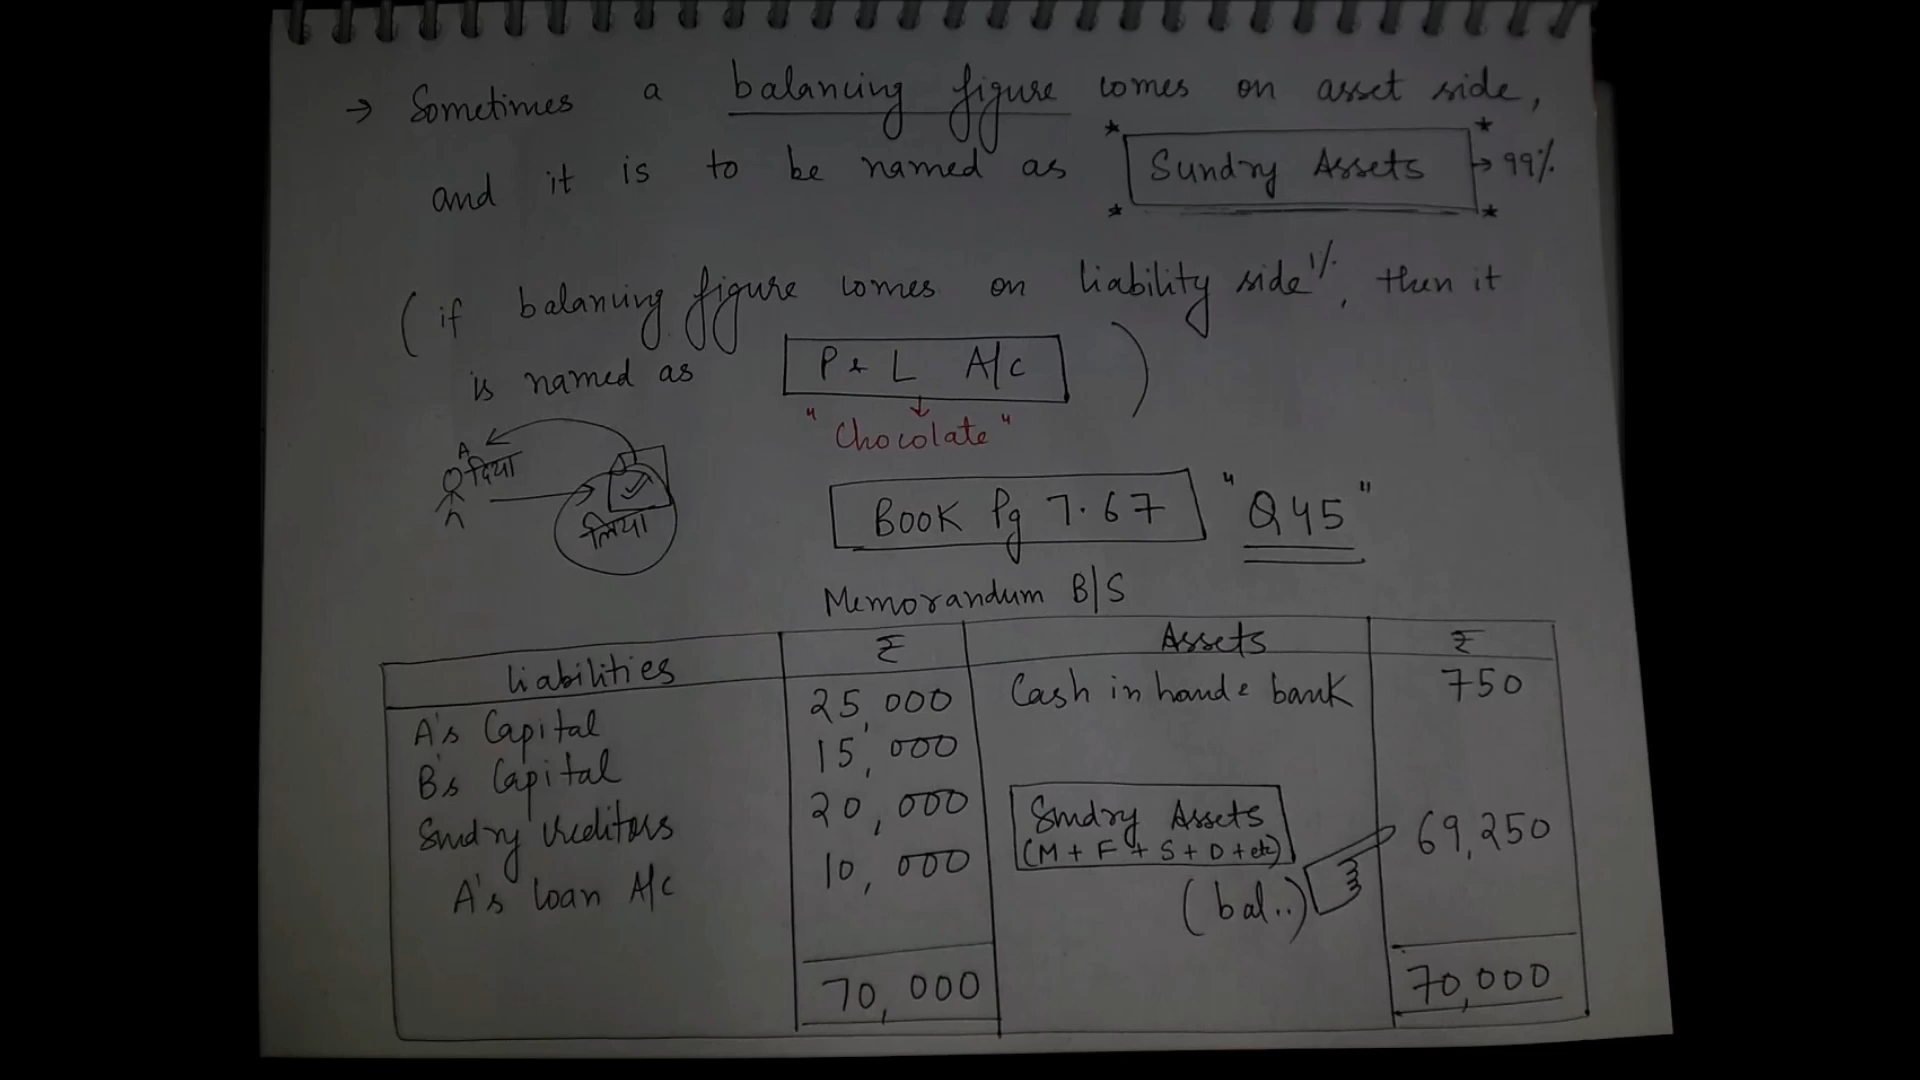 → Sometimes a balancing figure comes on asset side,
and it is to be named as Sundry Assets → 99%
(if balancing figure comes on liability side 1%, then it
is named as P & L A/c)
"Chocolate"
A
दिया
लिया
BOOK Pg 7.67 "Q45"
Memorandum B/S
Liabilities ₹ Assets ₹
A's Capital 25,000 Cash in hand & bank 750
B's Capital 15,000
Sundry Creditors 20,000 Sundry Assets 69,250
(M + F + S + D + etc)
A's loan A/c 10,000 (bal..)
70,000 70,000